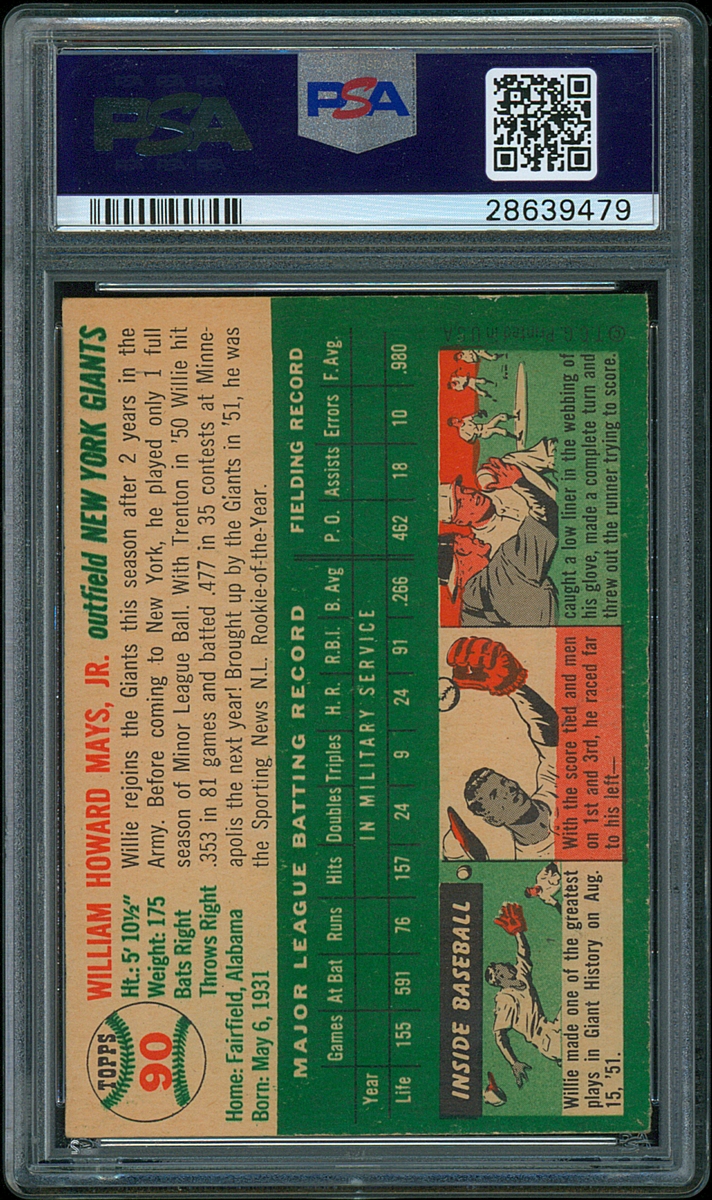 PSA
PSA
28639479
TOPPS
90
WILLIAM HOWARD MAYS, JR. outfield NEW YORK GIANTS
Ht.: 5' 10½"
Weight: 175
Bats Right
Throws Right
Home: Fairfield, Alabama
Born: May 6, 1931
Willie rejoins the Giants this season after 2 years in the
Army. Before coming to New York, he played only 1 full
season of Minor League Ball. With Trenton in '50 Willie hit
.353 in 81 games and batted .477 in 35 contests at Minne-
apolis the next year! Brought up by the Giants in '51, he was
the Sporting News N.L. Rookie-of-the-Year.
MAJOR LEAGUE BATTING RECORD FIELDING RECORD
Games At Bat Runs Hits Doubles Triples H.R. R.B.I. B. Avg P.O. Assists Errors F. Avg.
Year IN MILITARY SERVICE
Life 155 591 76 157 24 9 24 91 .266 462 18 10 .980
INSIDE BASEBALL
Willie made one of the greatest
plays in Giant History on Aug.
15, '51.
With the score tied and men
on 1st and 3rd, he raced far
to his left—
caught a low liner in the webbing of
his glove, made a complete turn and
threw out the runner trying to score.
© T.C.G. Printed in U.S.A.